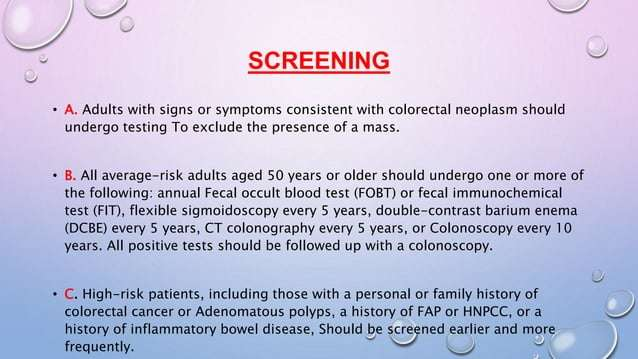 SCREENING
• A. Adults with signs or symptoms consistent with colorectal neoplasm should
undergo testing To exclude the presence of a mass.
• B. All average-risk adults aged 50 years or older should undergo one or more of
the following: annual Fecal occult blood test (FOBT) or fecal immunochemical
test (FIT), flexible sigmoidoscopy every 5 years, double-contrast barium enema
(DCBE) every 5 years, CT colonography every 5 years, or Colonoscopy every 10
years. All positive tests should be followed up with a colonoscopy.
• C. High-risk patients, including those with a personal or family history of
colorectal cancer or Adenomatous polyps, a history of FAP or HNPCC, or a
history of inflammatory bowel disease, Should be screened earlier and more
frequently.